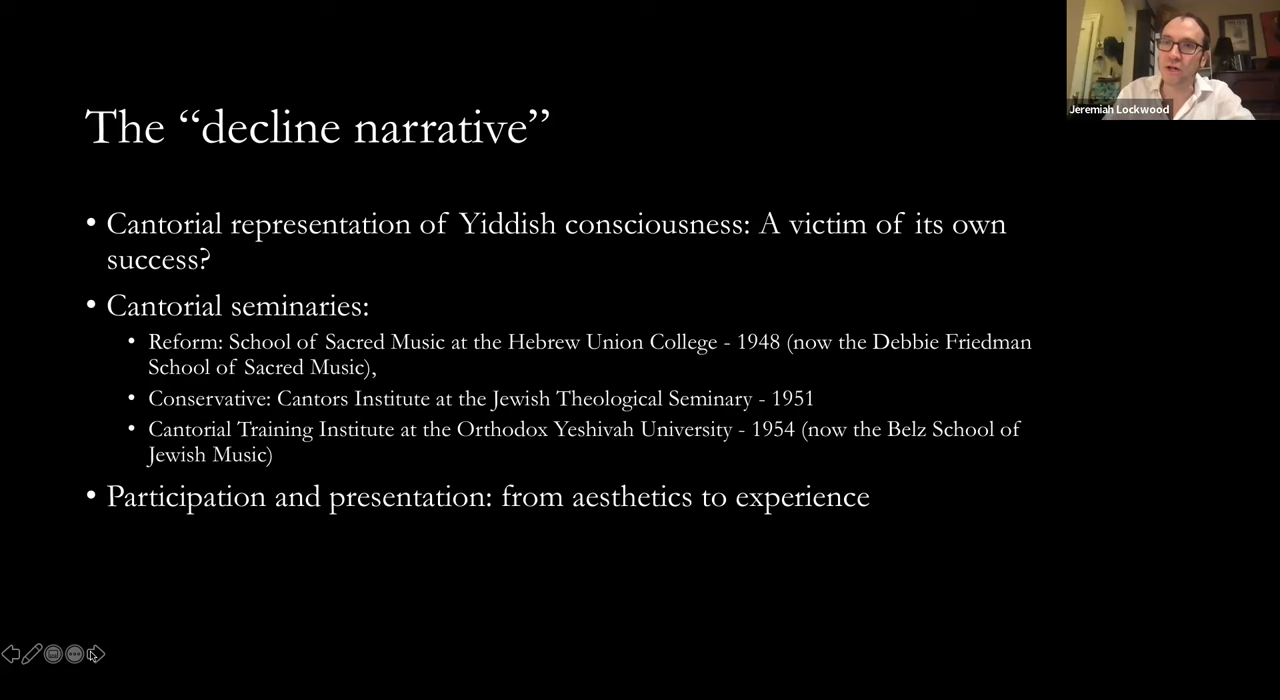 Jeremiah Lockwood
The “decline narrative”
• Cantorial representation of Yiddish consciousness: A victim of its own
success?
• Cantorial seminaries:
• Reform: School of Sacred Music at the Hebrew Union College - 1948 (now the Debbie Friedman
School of Sacred Music),
• Conservative: Cantors Institute at the Jewish Theological Seminary - 1951
• Cantorial Training Institute at the Orthodox Yeshivah University - 1954 (now the Belz School of
Jewish Music)
• Participation and presentation: from aesthetics to experience